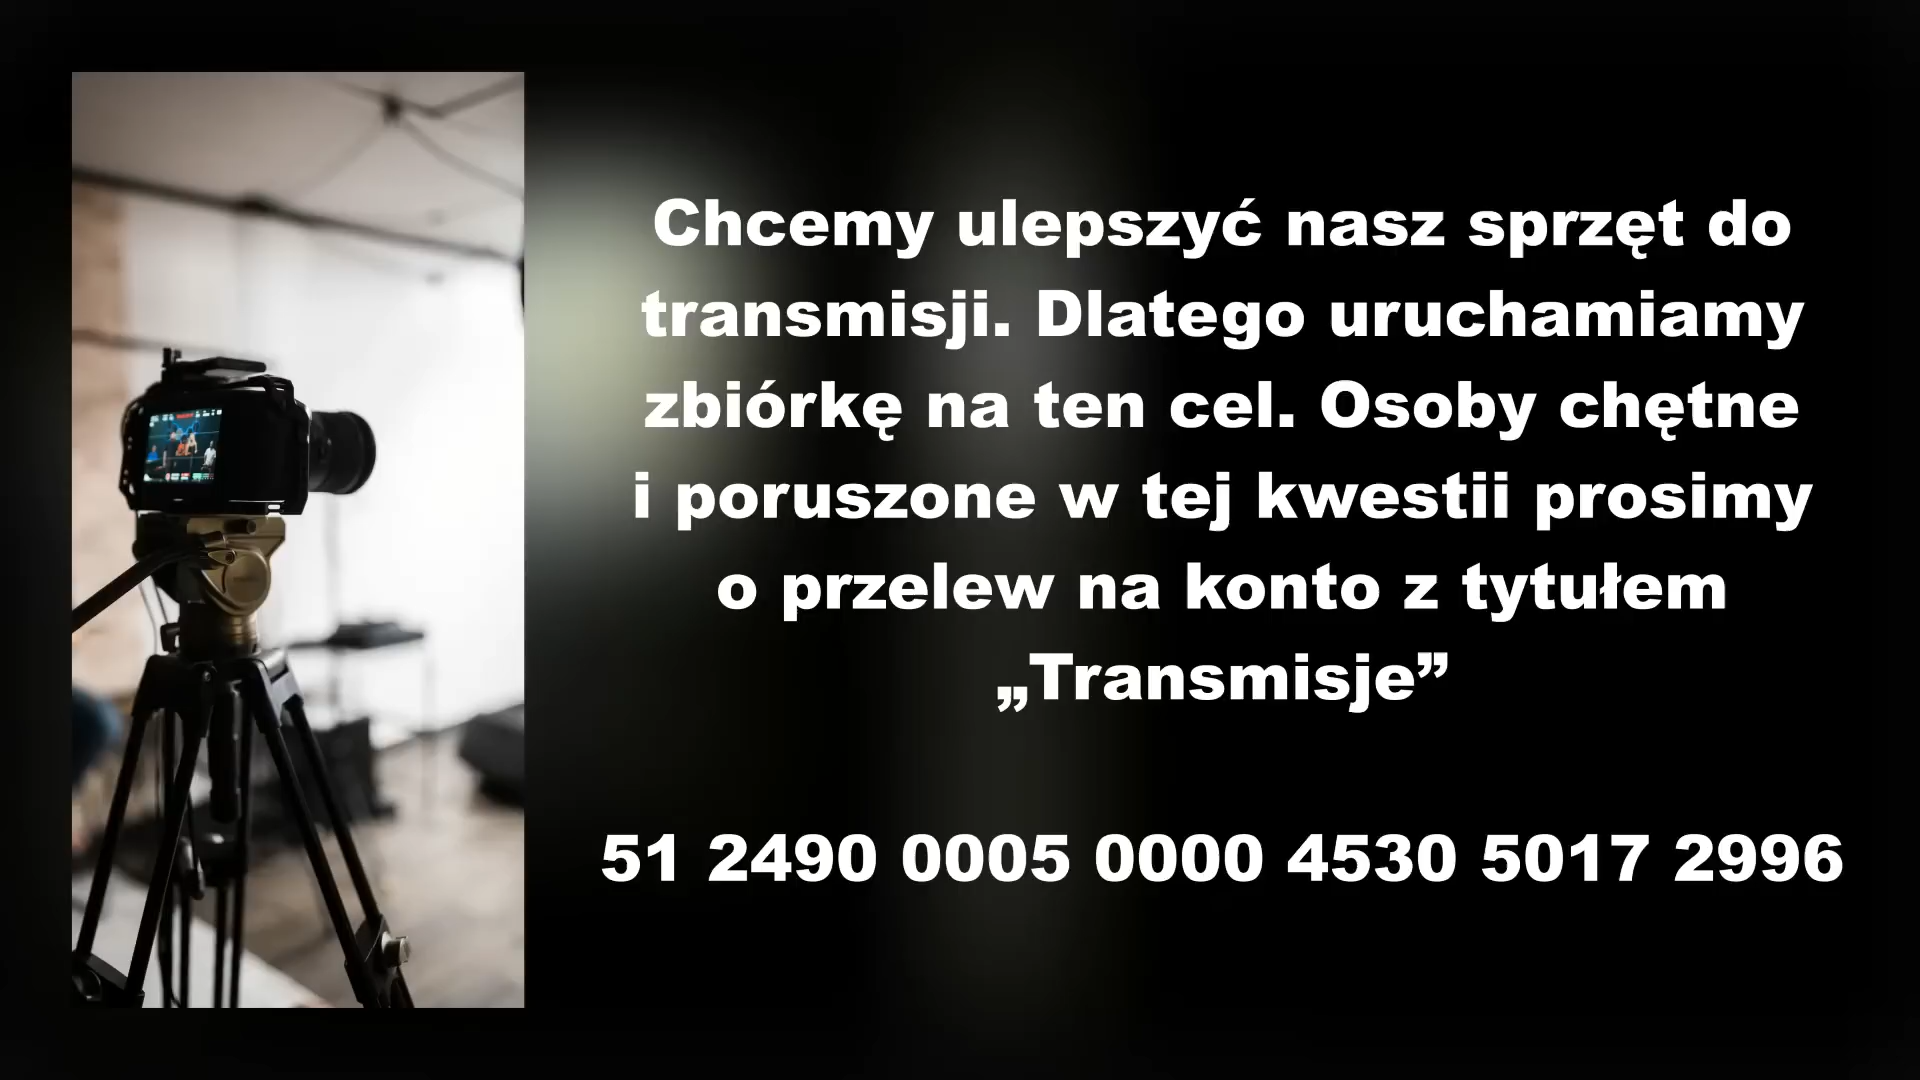 Chcemy ulepszyć nasz sprzęt do
transmisji. Dlatego uruchamiamy
zbiórkę na ten cel. Osoby chętne
i poruszone w tej kwestii prosimy
o przelew na konto z tytułem
„Transmisje”
51 2490 0005 0000 4530 5017 2996